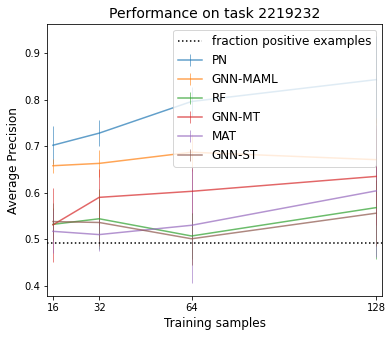 Performance on task 2219232
fraction positive examples
PN
GNN-MAML
RF
GNN-MT
MAT
GNN-ST
Average Precision
0.9
0.8
0.7
0.6
0.5
0.4
16 32 64 128
Training samples